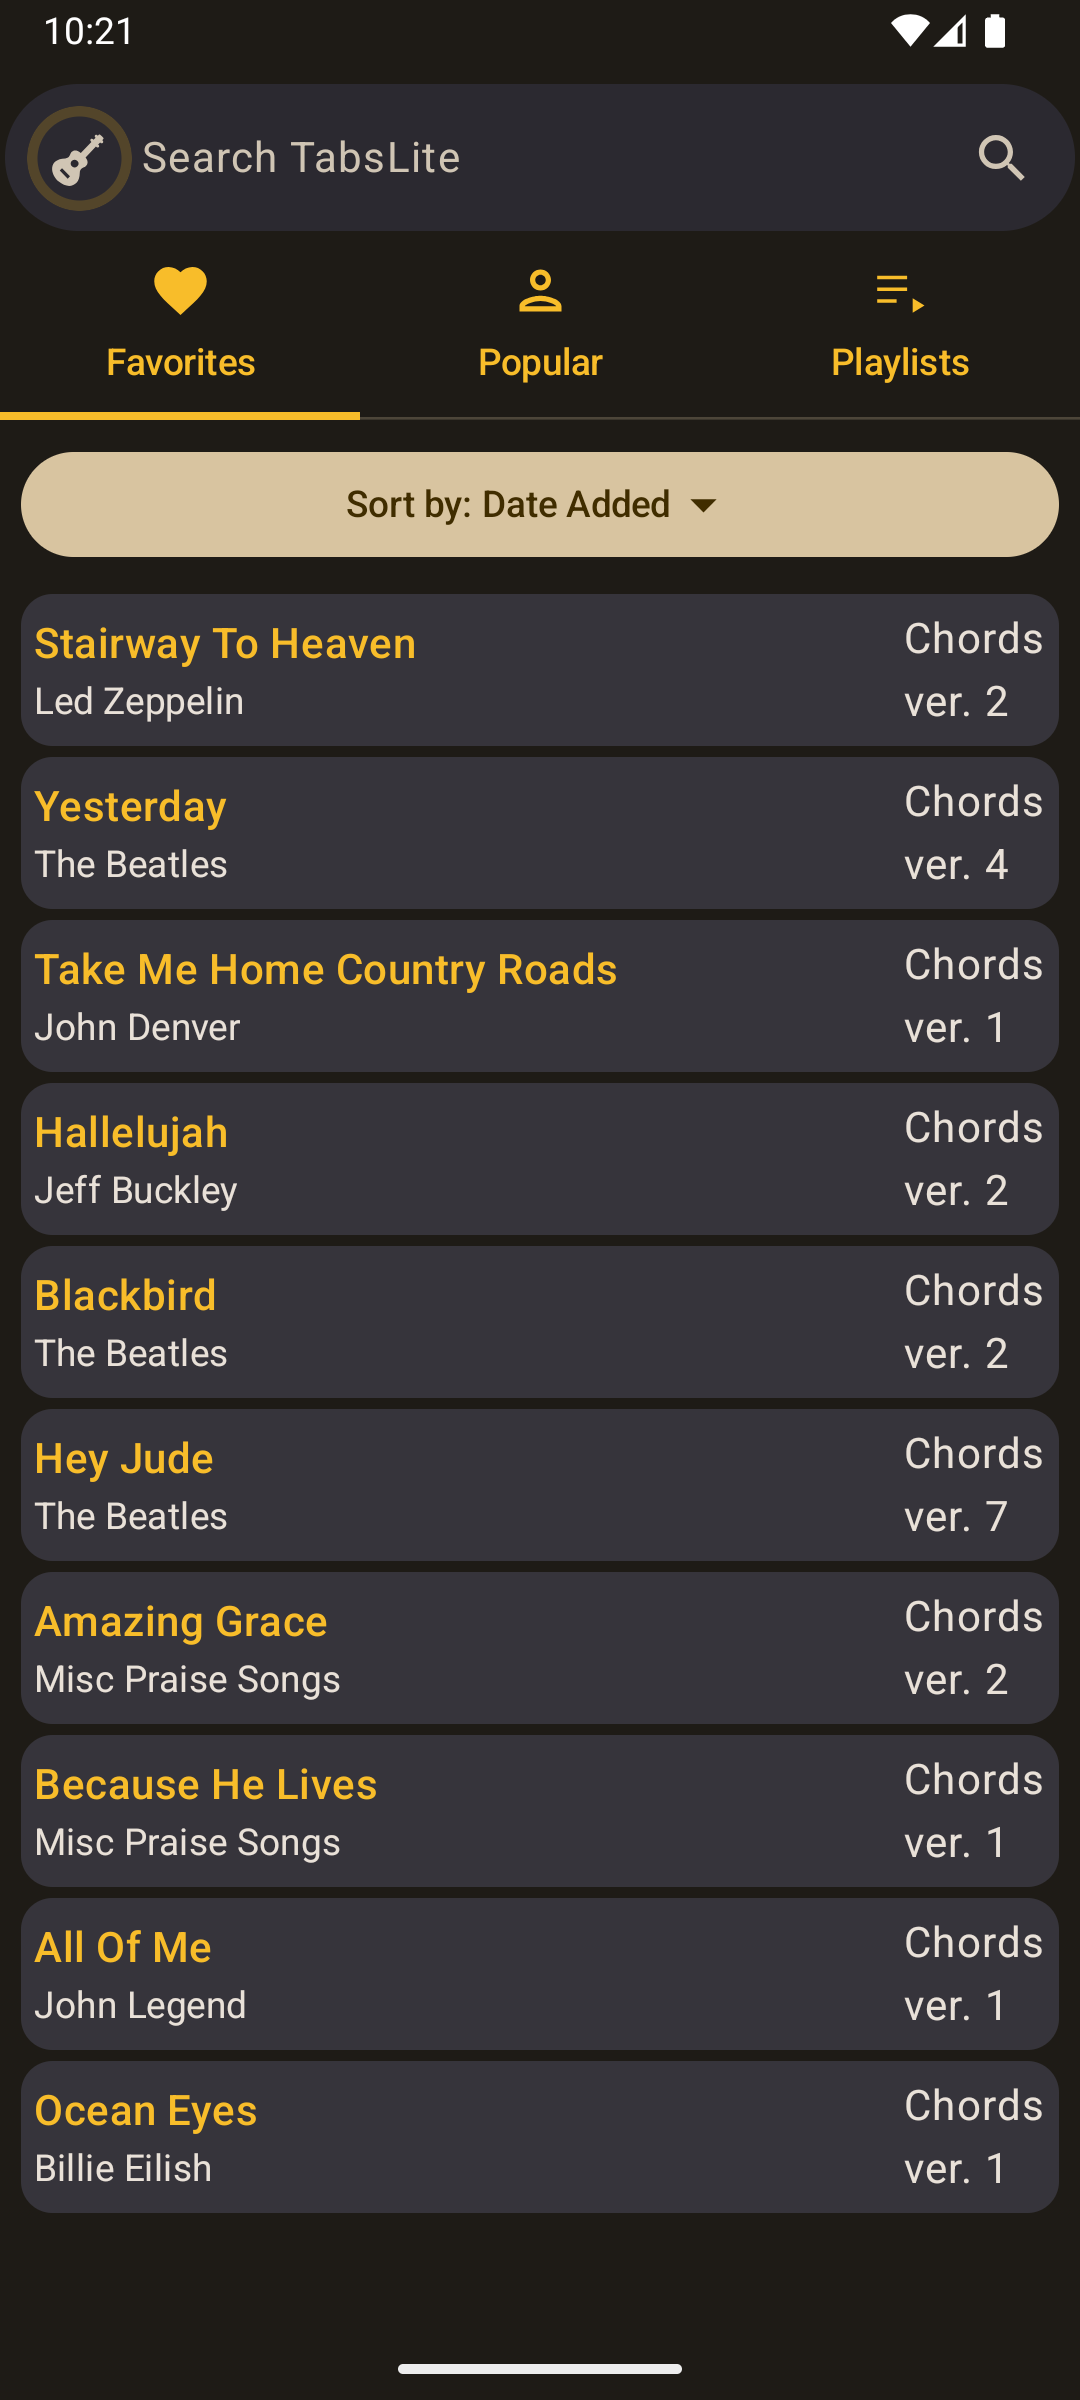 10:21
Search TabsLite
Favorites
Popular
Playlists
Sort by: Date Added
Stairway To Heaven
Chords
Led Zeppelin
ver. 2
Yesterday
Chords
The Beatles
ver. 4
Take Me Home Country Roads
Chords
John Denver
ver. 1
Hallelujah
Chords
Jeff Buckley
ver. 2
Blackbird
Chords
The Beatles
ver. 2
Hey Jude
Chords
The Beatles
ver. 7
Amazing Grace
Chords
Misc Praise Songs
ver. 2
Because He Lives
Chords
Misc Praise Songs
ver. 1
All Of Me
Chords
John Legend
ver. 1
Ocean Eyes
Chords
Billie Eilish
ver. 1